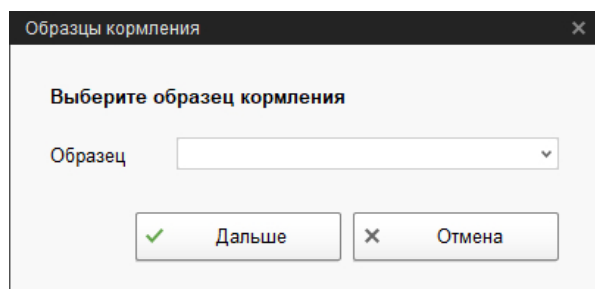 Образцы кормления
Выберите образец кормления
Образец
Дальше Отмена